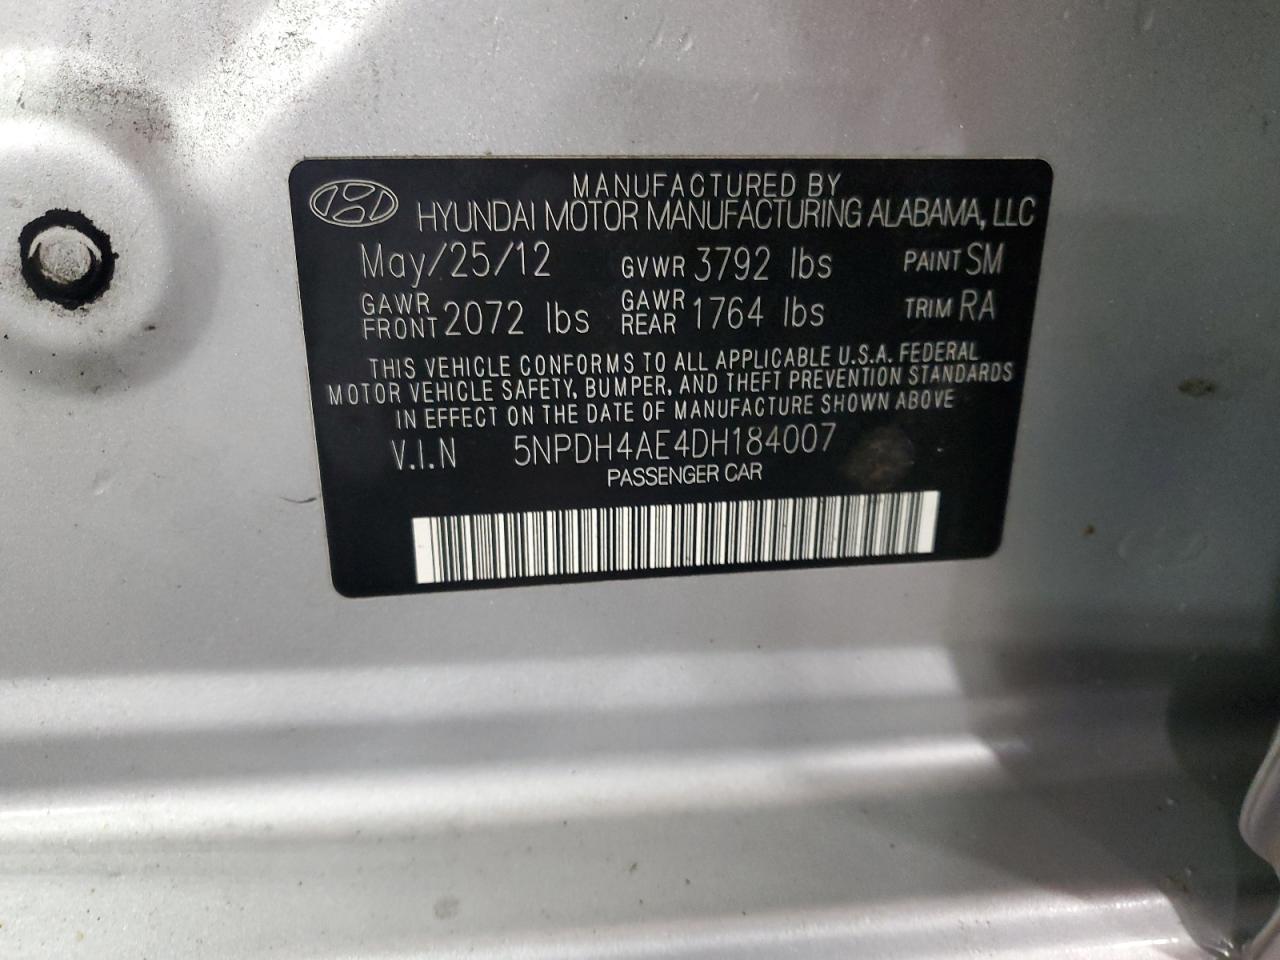 MANUFACTURED BY
HYUNDAI MOTOR MANUFACTURING ALABAMA, LLC
May/25/12 GVWR 3792 lbs PAINT SM
GAWR FRONT 2072 lbs GAWR REAR 1764 lbs TRIM RA
THIS VEHICLE CONFORMS TO ALL APPLICABLE U.S.A. FEDERAL
MOTOR VEHICLE SAFETY, BUMPER, AND THEFT PREVENTION STANDARDS
IN EFFECT ON THE DATE OF MANUFACTURE SHOWN ABOVE
V.I.N 5NPDH4AE4DH184007
PASSENGER CAR